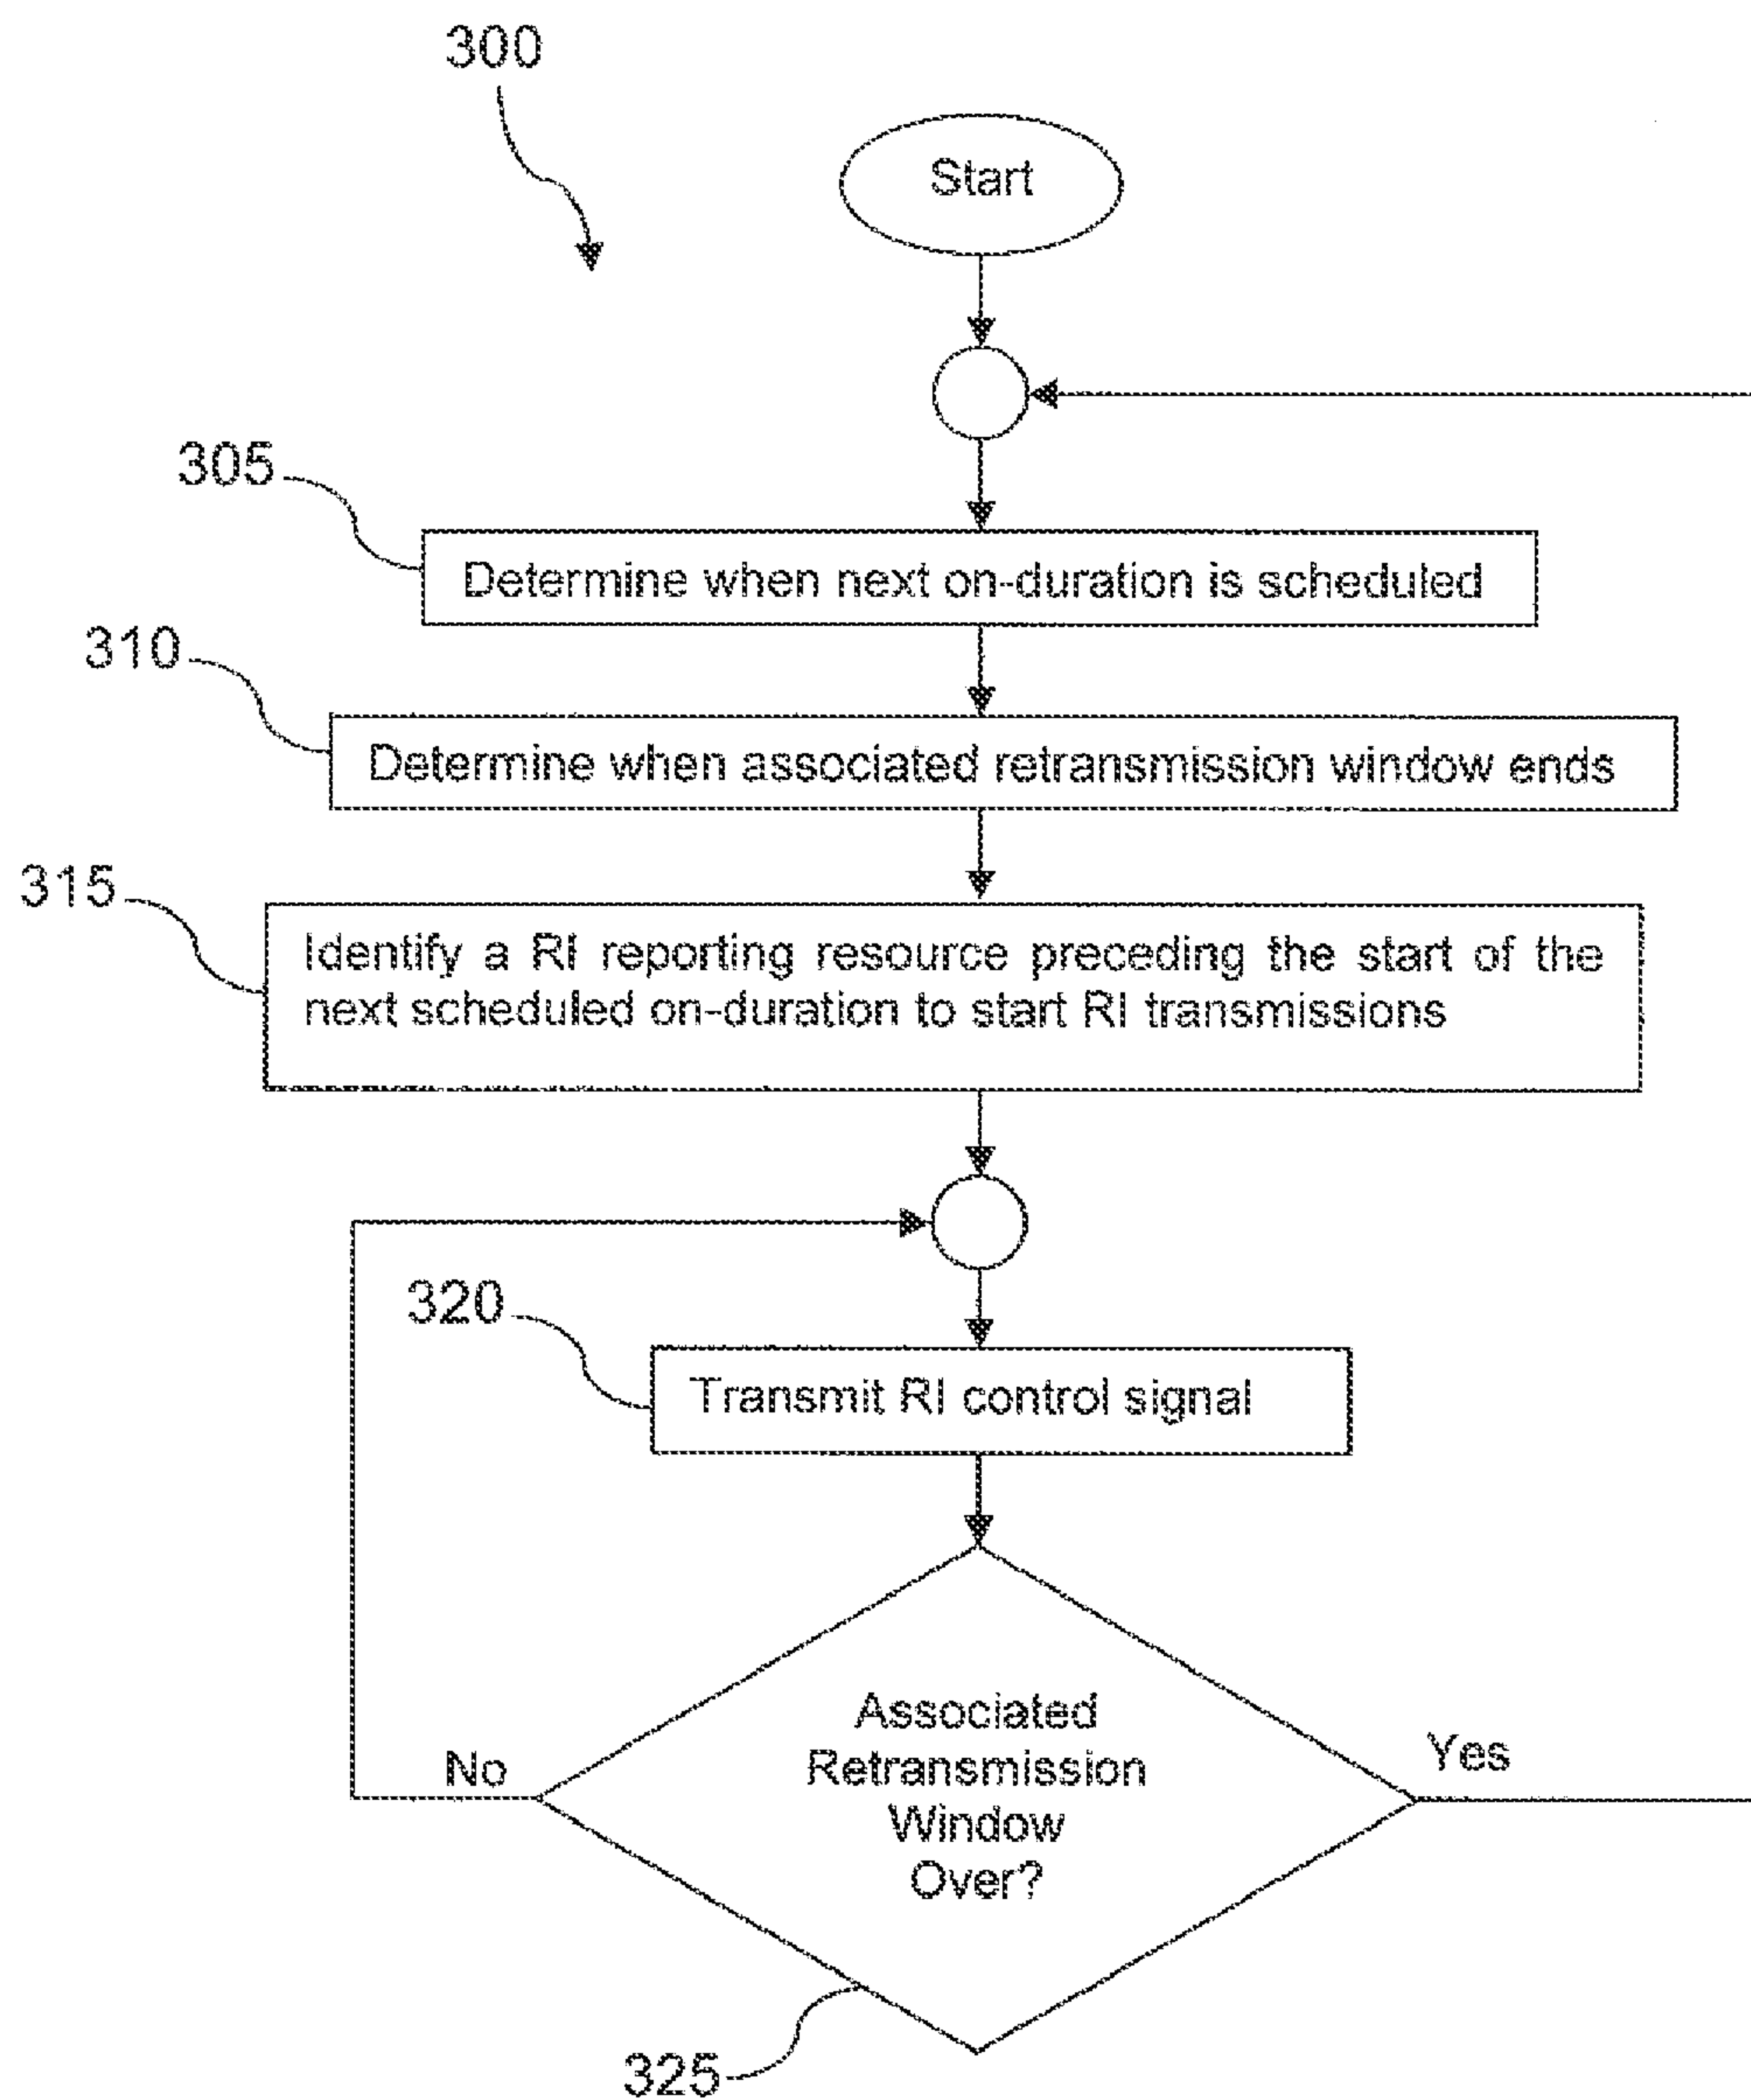 300
Start
305
Determine when next on-duration is scheduled
310
Determine when associated retransmission window ends
315
Identify a RI reporting resource preceding the start of the
next scheduled on-duration to start RI transmissions
320
Transmit RI control signal
Associated
Retransmission
Window
Over?
No
Yes
325